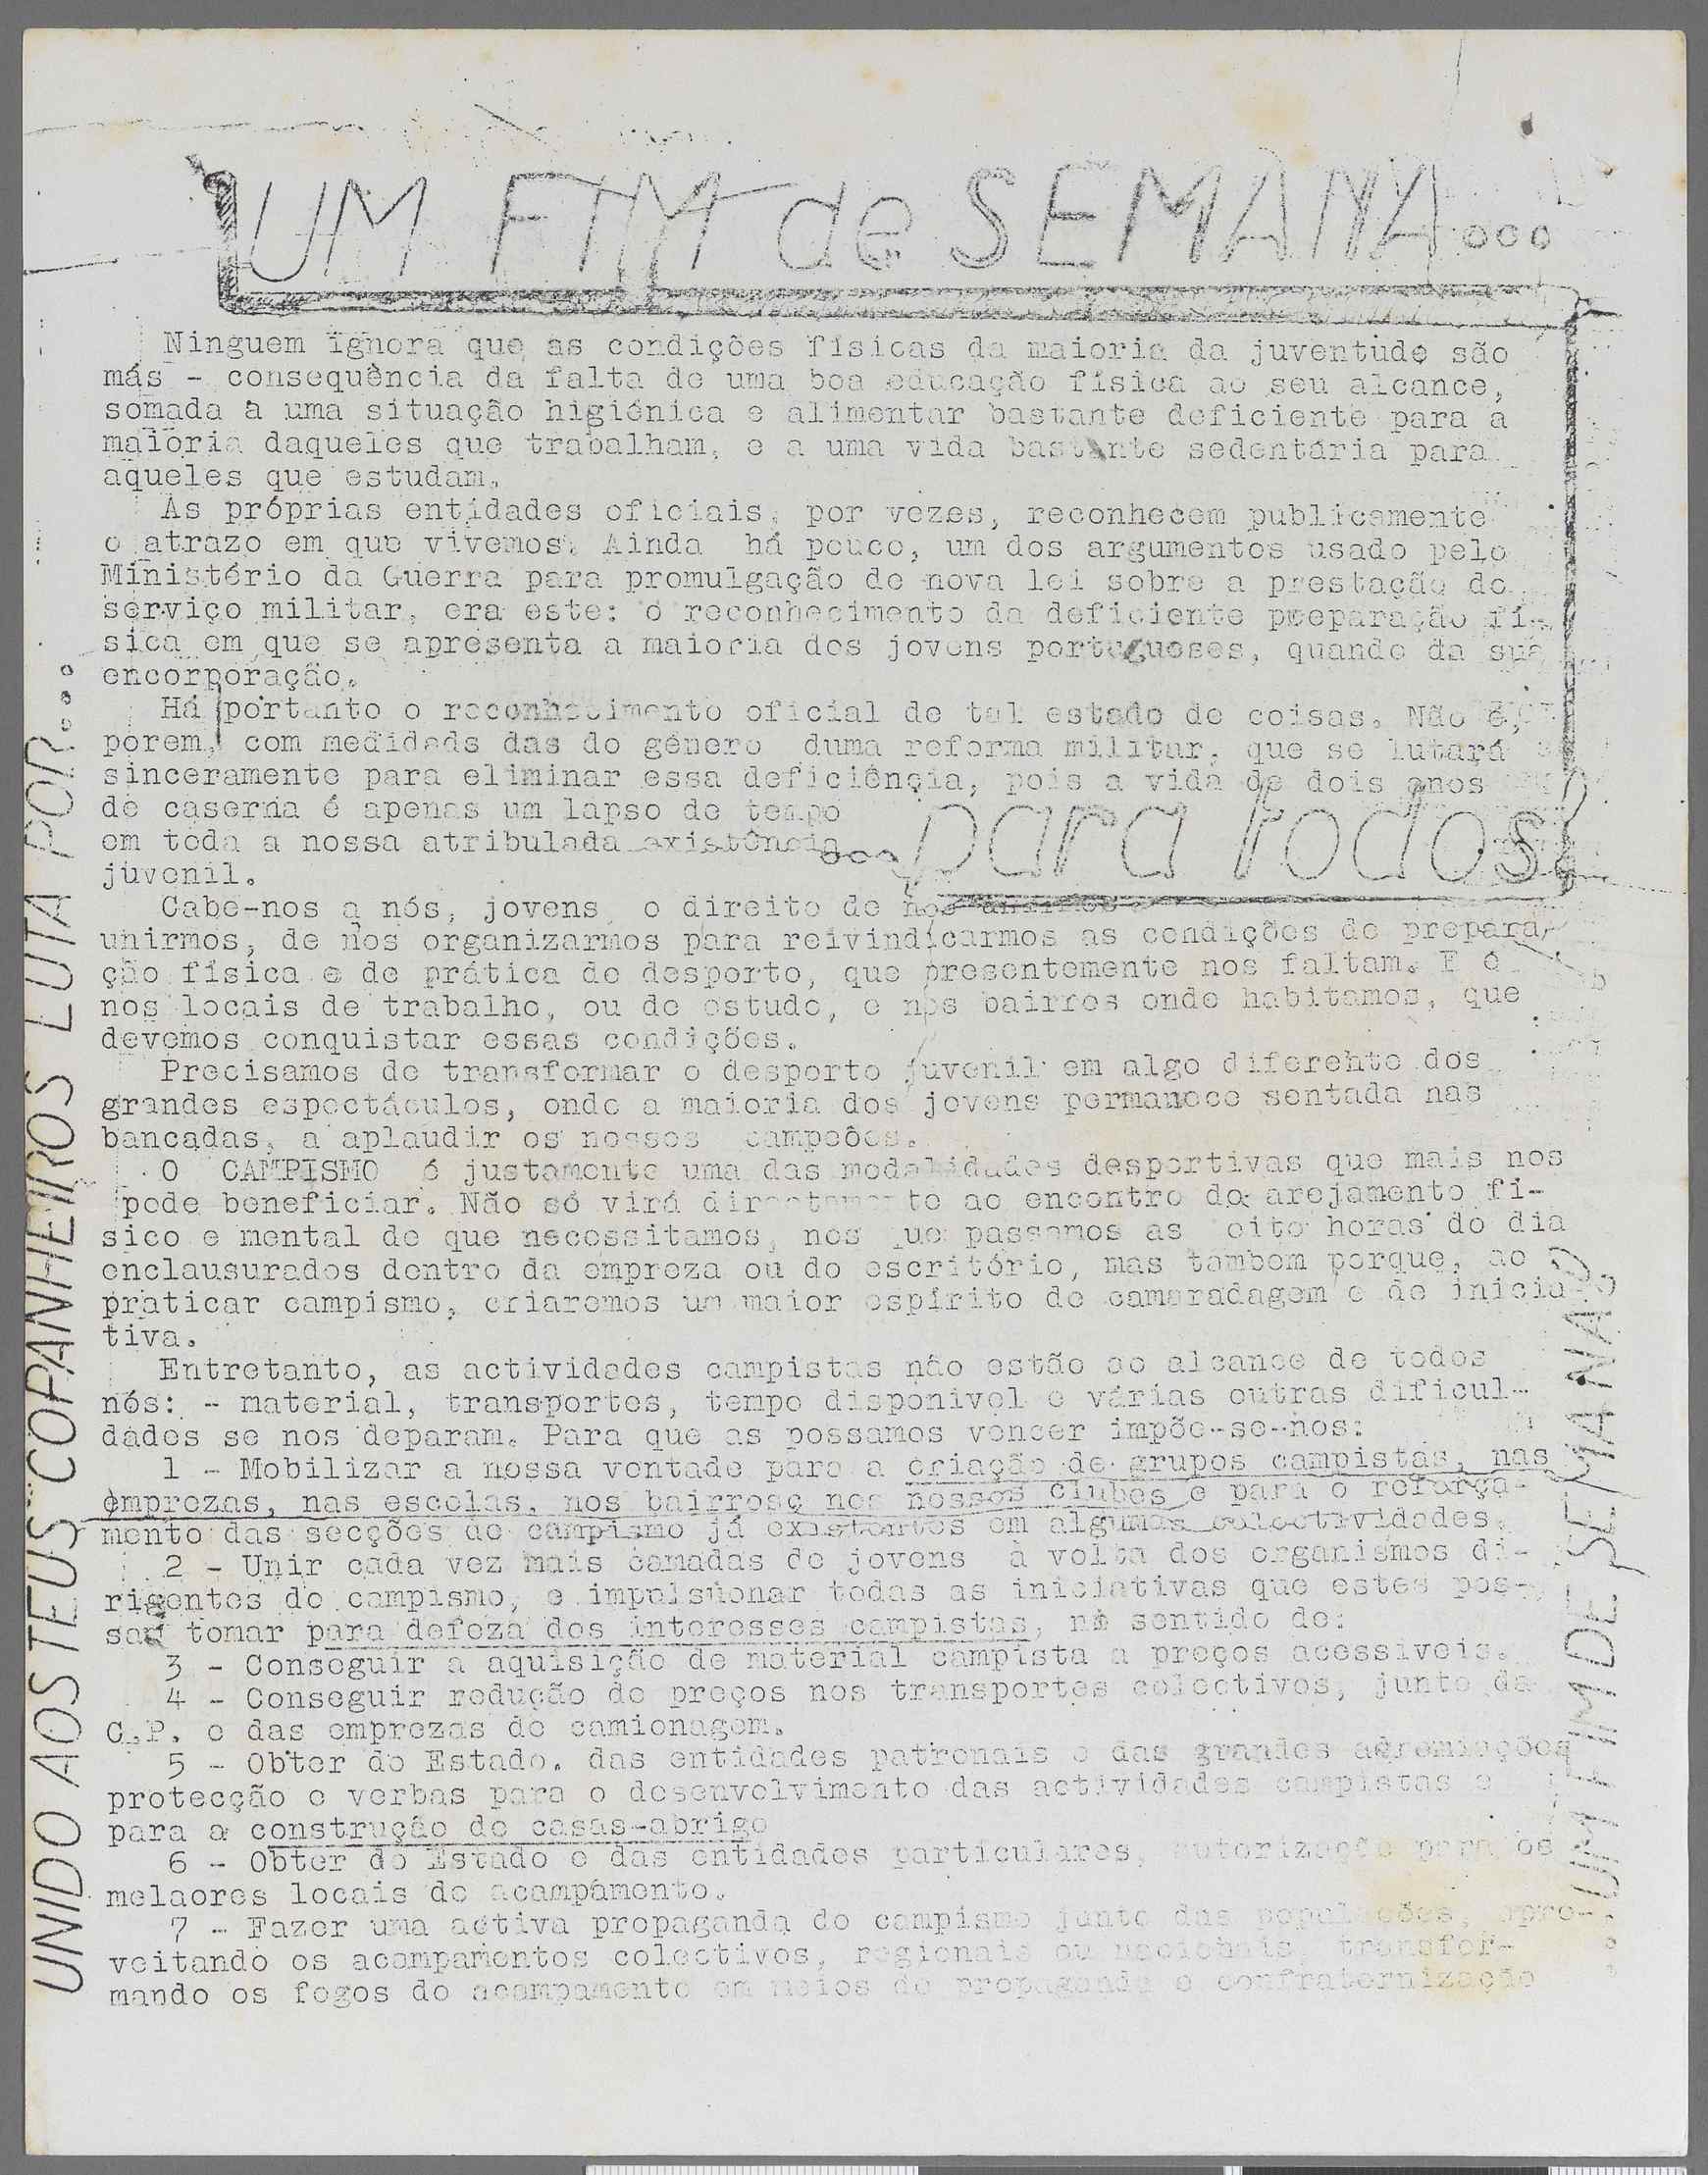 UM FIM de SEMANA...
Ninguem ignora que as condições físicas da maioria da juventude são
más - consequência da falta de uma boa educação física ao seu alcance,
somada à uma situação higiénica e alimentar bastante deficiente para a
maioria daqueles que trabalham, e a uma vida bastante sedentária para
aqueles que estudam.
As próprias entidades oficiais, por vezes, reconhecem publicamente
o atrazo em que vivemos. Ainda há pouco, um dos argumentos usado pelo
Ministério da Guerra para promulgação de nova lei sobre a prestação do
serviço militar, era este: o reconhecimento da deficiente preparação fí-
sica em que se apresenta a maioria dos jovens portugueses, quando da sua
encorporação.
Há portanto o reconhecimento oficial de tal estado de coisas. Não é,
porem, com medidads das do género duma reforma militar, que se lutará
sinceramente para eliminar essa deficiência, pois a vida de dois anos
de caserna é apenas um lapso de tempo
em toda a nossa atribulada existência
juvenil.
...para todos?
Cabe-nos a nós, jovens o direito de nos unirmos
unirmos, de nos organizarmos para reivindicarmos as condições de prepara
ção física e de prática de desporto, que presentemente nos faltam. E é
nos locais de trabalho, ou de estudo, e nos bairros onde habitamos, que
devemos conquistar essas condições.
Precisamos de transformar o desporto juvenil em algo diferente dos
grandes espectáculos, onde a maioria dos jovens permanece sentada nas
bancadas, a aplaudir os nossos campeões.
O CAMPISMO é justamente uma das modalidades desportivas que mais nos
pode beneficiar. Não só virá directamente ao encontro do arejamento fí-
sico e mental de que necessitamos, nos que passamos as oito horas do dia
enclausurados dentro da empreza ou do escritório, mas tambem porque, ao
praticar campismo, criaremos um maior espírito de camaradagem e de inicia
tiva.
Entretanto, as actividades campistas não estão ao alcance de todos
nós: - material, transportes, tempo disponivel e várias outras dificul-
dades se nos deparam. Para que as possamos vencer impõe-se-nos:
1 - Mobilizar a nossa vontade para a criação de grupos campistas, nas
emprezas, nas escolas, nos bairrosç nos nossos clubes e para o reforça-
mento das secções de campismo já existentes em algumas colectividades.
2 - Unir cada vez mais camadas de jovens à volta dos organismos di-
rigentes do campismo, e impulsuonar todas as iniciativas que estes pos-
sam tomar para defeza dos interesses campistas, no sentido de:
3 - Conseguir a aquisição de material campista a preços acessiveis.
4 - Conseguir redução de preços nos transportes colectivos, junto da
C.P. e das emprezas de camionagem.
5 - Obter do Estado. das entidades patronais e das grandes agremiações
protecção e verbas para o desenvolvimento das actividades campistas e
para a construção de casas-abrigo
6 - Obter do Estado e das entidades particulares, autorização para os
melaores locais de acampamento.
7 - Fazer uma activa propaganda do campismo junto das populações, apro-
veitando os acampamentos colectivos, regionais ou nacionais, transfor-
mando os fogos do acampamento em meios de propaganda e confraternização
UNIDO AOS TEUS COPANHEIROS LUTA POR...
...UM FIM DE SEMANA?